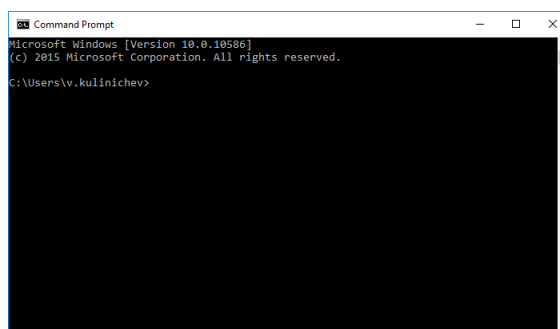 Command Prompt
Microsoft Windows [Version 10.0.10586]
(c) 2015 Microsoft Corporation. All rights reserved.
C:\Users\v.kulinichev>